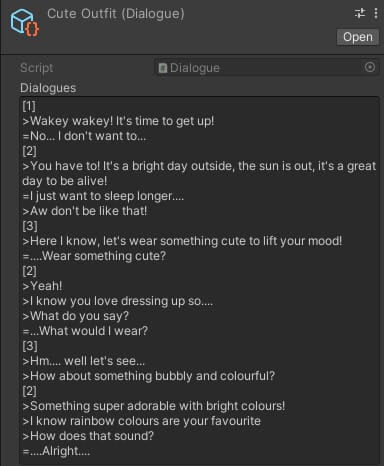 Cute Outfit (Dialogue)
Open
Script
Dialogue
Dialogues
[1]
>Wakey wakey! It's time to get up!
=No... I don't want to...
[2]
>You have to! It's a bright day outside, the sun is out, it's a great
day to be alive!
=I just want to sleep longer....
>Aw don't be like that!
[3]
>Here I know, let's wear something cute to lift your mood!
=....Wear something cute?
[2]
>Yeah!
>I know you love dressing up so....
>What do you say?
=...What would I wear?
[3]
>Hm.... well let's see...
>How about something bubbly and colourful?
[2]
>Something super adorable with bright colours!
>I know rainbow colours are your favourite
>How does that sound?
=....Alright....